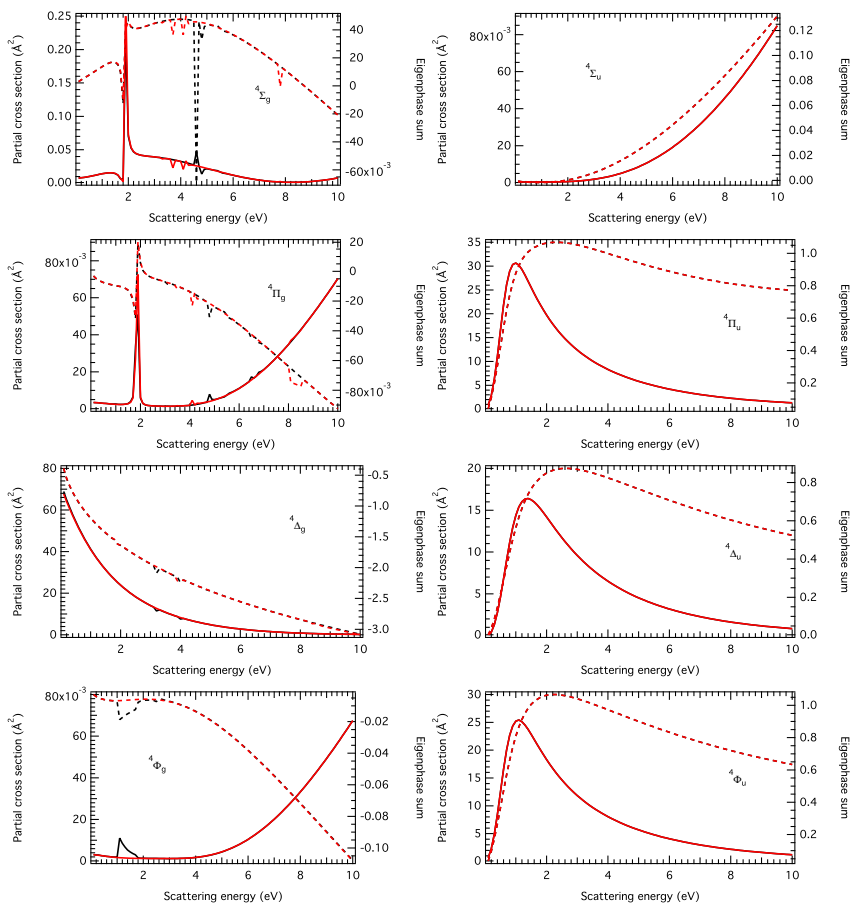 Partial cross section (Å²)
0.25
0.20
0.15
0.10
0.05
0.00
⁴Σg
40
20
0
-20
-40
-60x10⁻³
Eigenphase sum
2 4 6 8 10
Scattering energy (eV)
Partial cross section (Å²)
80x10⁻³
60
40
20
0
⁴Σu
0.12
0.10
0.08
0.06
0.04
0.02
0.00
Eigenphase sum
0 2 4 6 8 10
Scattering energy (eV)
Partial cross section (Å²)
80x10⁻³
60
40
20
0
⁴Πg
20
0
-20
-40
-60
-80x10⁻³
Eigenphase sum
2 4 6 8 10
Scattering energy (eV)
Partial cross section (Å²)
35
30
25
20
15
10
5
0
⁴Πu
1.0
0.8
0.6
0.4
0.2
Eigenphase sum
0 2 4 6 8 10
Scattering energy (eV)
Partial cross section (Å²)
80
60
40
20
0
⁴Δg
-0.5
-1.0
-1.5
-2.0
-2.5
-3.0
Eigenphase sum
2 4 6 8 10
Scattering energy (eV)
Partial cross section (Å²)
20
15
10
5
0
⁴Δu
0.8
0.6
0.4
0.2
0.0
Eigenphase sum
0 2 4 6 8 10
Scattering energy (eV)
Partial cross section (Å²)
80x10⁻³
60
40
20
0
⁴Φg
-0.02
-0.04
-0.06
-0.08
-0.10
Eigenphase sum
2 4 6 8 10
Scattering energy (eV)
Partial cross section (Å²)
30
25
20
15
10
5
0
⁴Φu
1.0
0.8
0.6
0.4
0.2
Eigenphase sum
0 2 4 6 8 10
Scattering energy (eV)